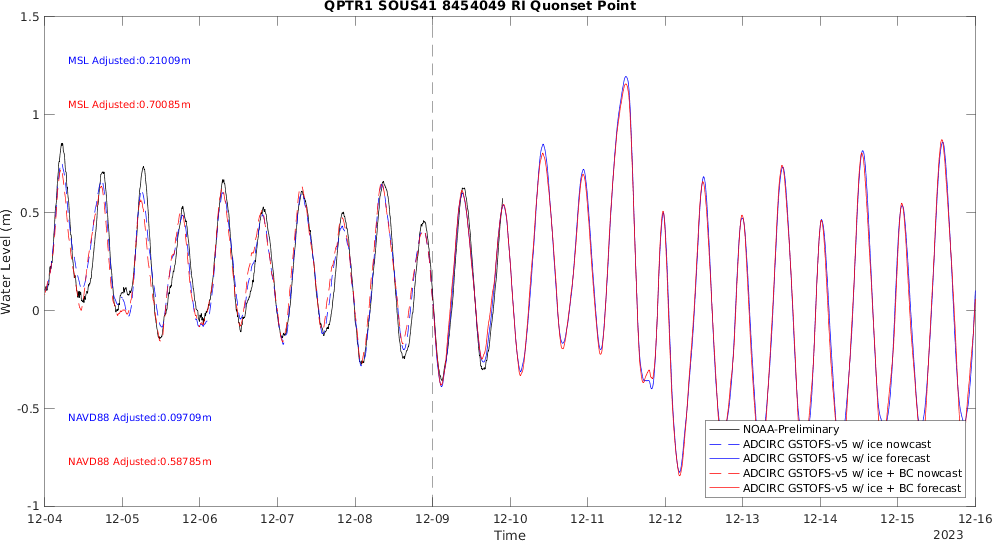 QPTR1 SOUS41 8454049 RI Quonset Point
1.5
MSL Adjusted:0.21009m
MSL Adjusted:0.70085m
1
0.5
Water Level (m)
0
-0.5
NAVD88 Adjusted:0.09709m
NAVD88 Adjusted:0.58785m
NOAA-Preliminary
ADCIRC GSTOFS-v5 w/ ice nowcast
ADCIRC GSTOFS-v5 w/ ice forecast
ADCIRC GSTOFS-v5 w/ ice + BC nowcast
ADCIRC GSTOFS-v5 w/ ice + BC forecast
-1
12-04 12-05 12-06 12-07 12-08 12-09 12-10 12-11 12-12 12-13 12-14 12-15 12-16
Time
2023